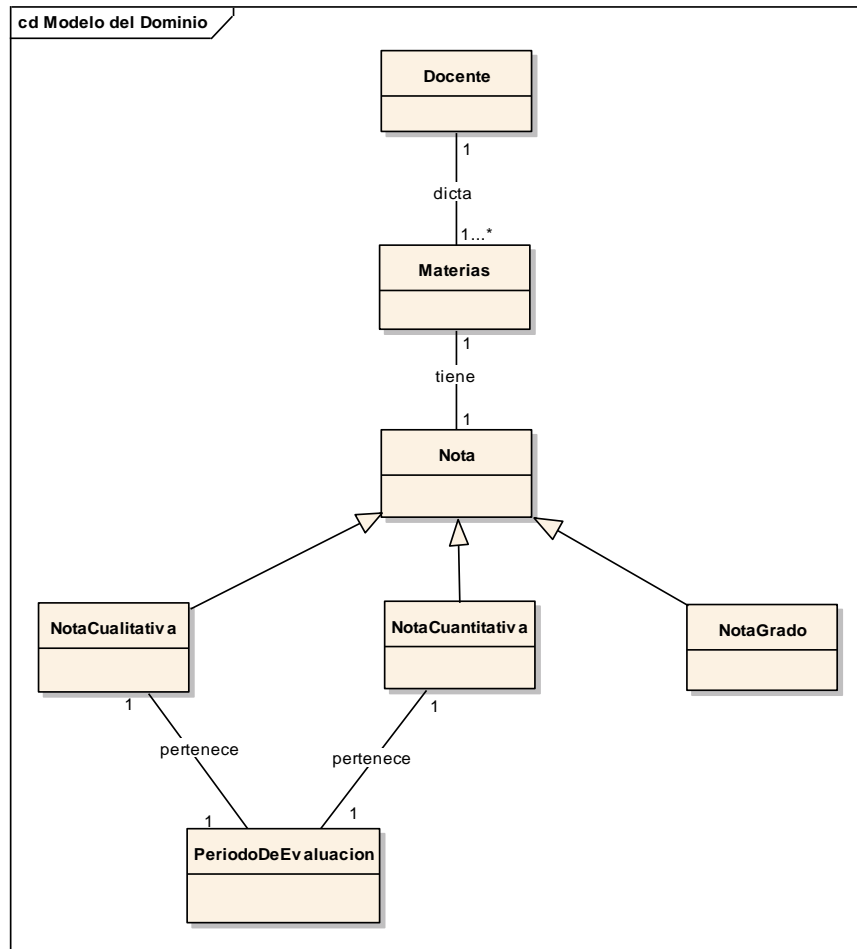 cd Modelo del Dominio
Docente
1
dicta
1...*
Materias
1
tiene
1
Nota
NotaCualitativa
NotaCuantitativa
NotaGrado
1
1
pertenece
pertenece
1
1
PeriodoDeEvaluacion